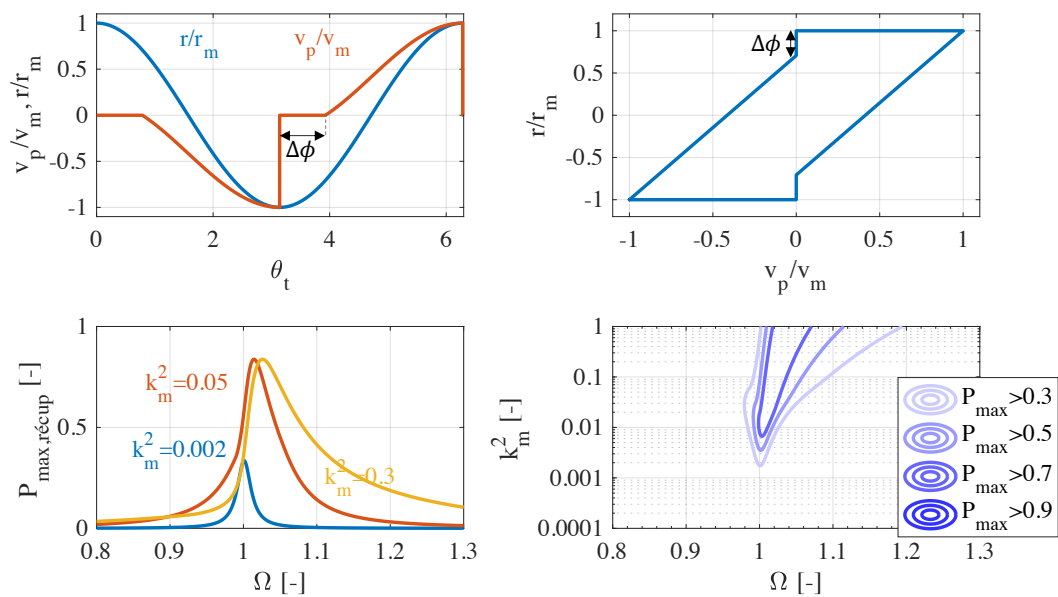 1
0.5
0
-0.5
-1
v_p/v_m, r/r_m
r/r_m
v_p/v_m
Δϕ
0 2 4 6
θ_t
1
0.5
0
-0.5
-1
r/r_m
Δϕ
-1 -0.5 0 0.5 1
v_p/v_m
1
0.5
0
P_max,récup [-]
k_m^2=0.05
k_m^2=0.002
k_m^2=0.3
0.8 0.9 1 1.1 1.2 1.3
Ω [-]
1
0.1
0.01
0.001
0.0001
k_m^2 [-]
0.8 0.9 1 1.1 1.2 1.3
Ω [-]
P_max >0.3
P_max >0.5
P_max >0.7
P_max >0.9